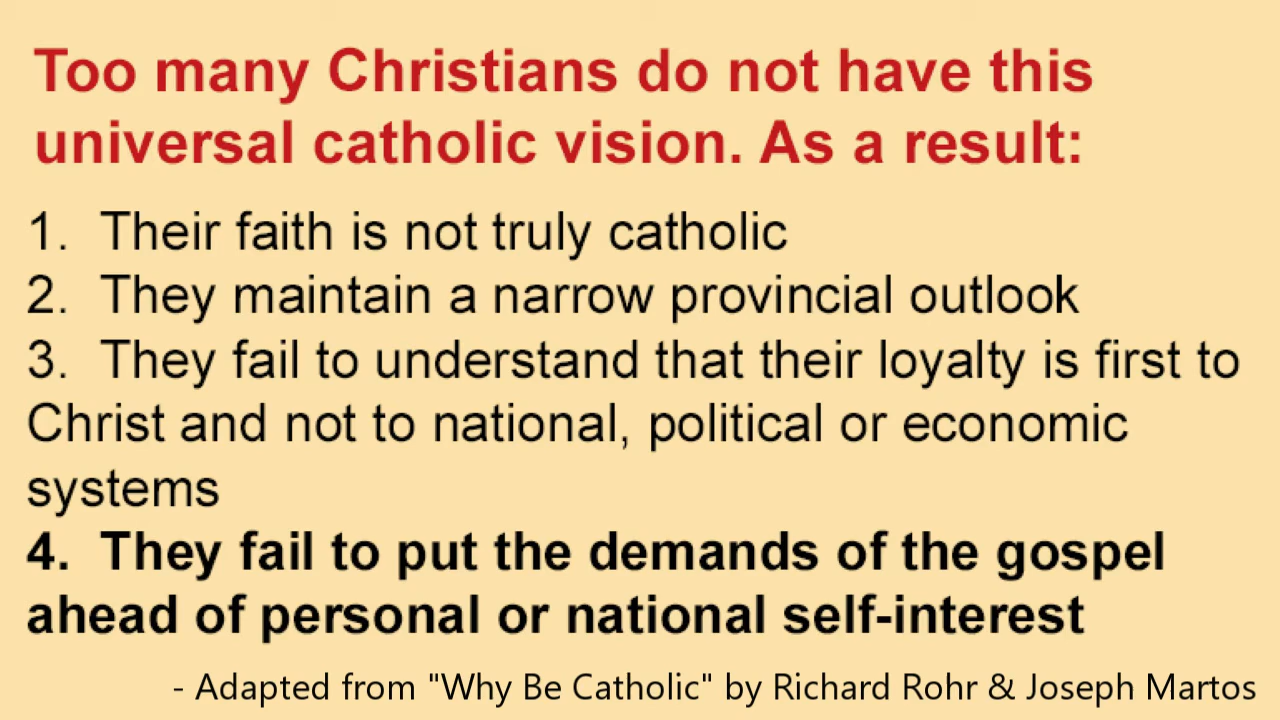 Too many Christians do not have this
universal catholic vision. As a result:
1. Their faith is not truly catholic
2. They maintain a narrow provincial outlook
3. They fail to understand that their loyalty is first to
Christ and not to national, political or economic
systems
4. They fail to put the demands of the gospel
ahead of personal or national self-interest
- Adapted from "Why Be Catholic" by Richard Rohr & Joseph Martos